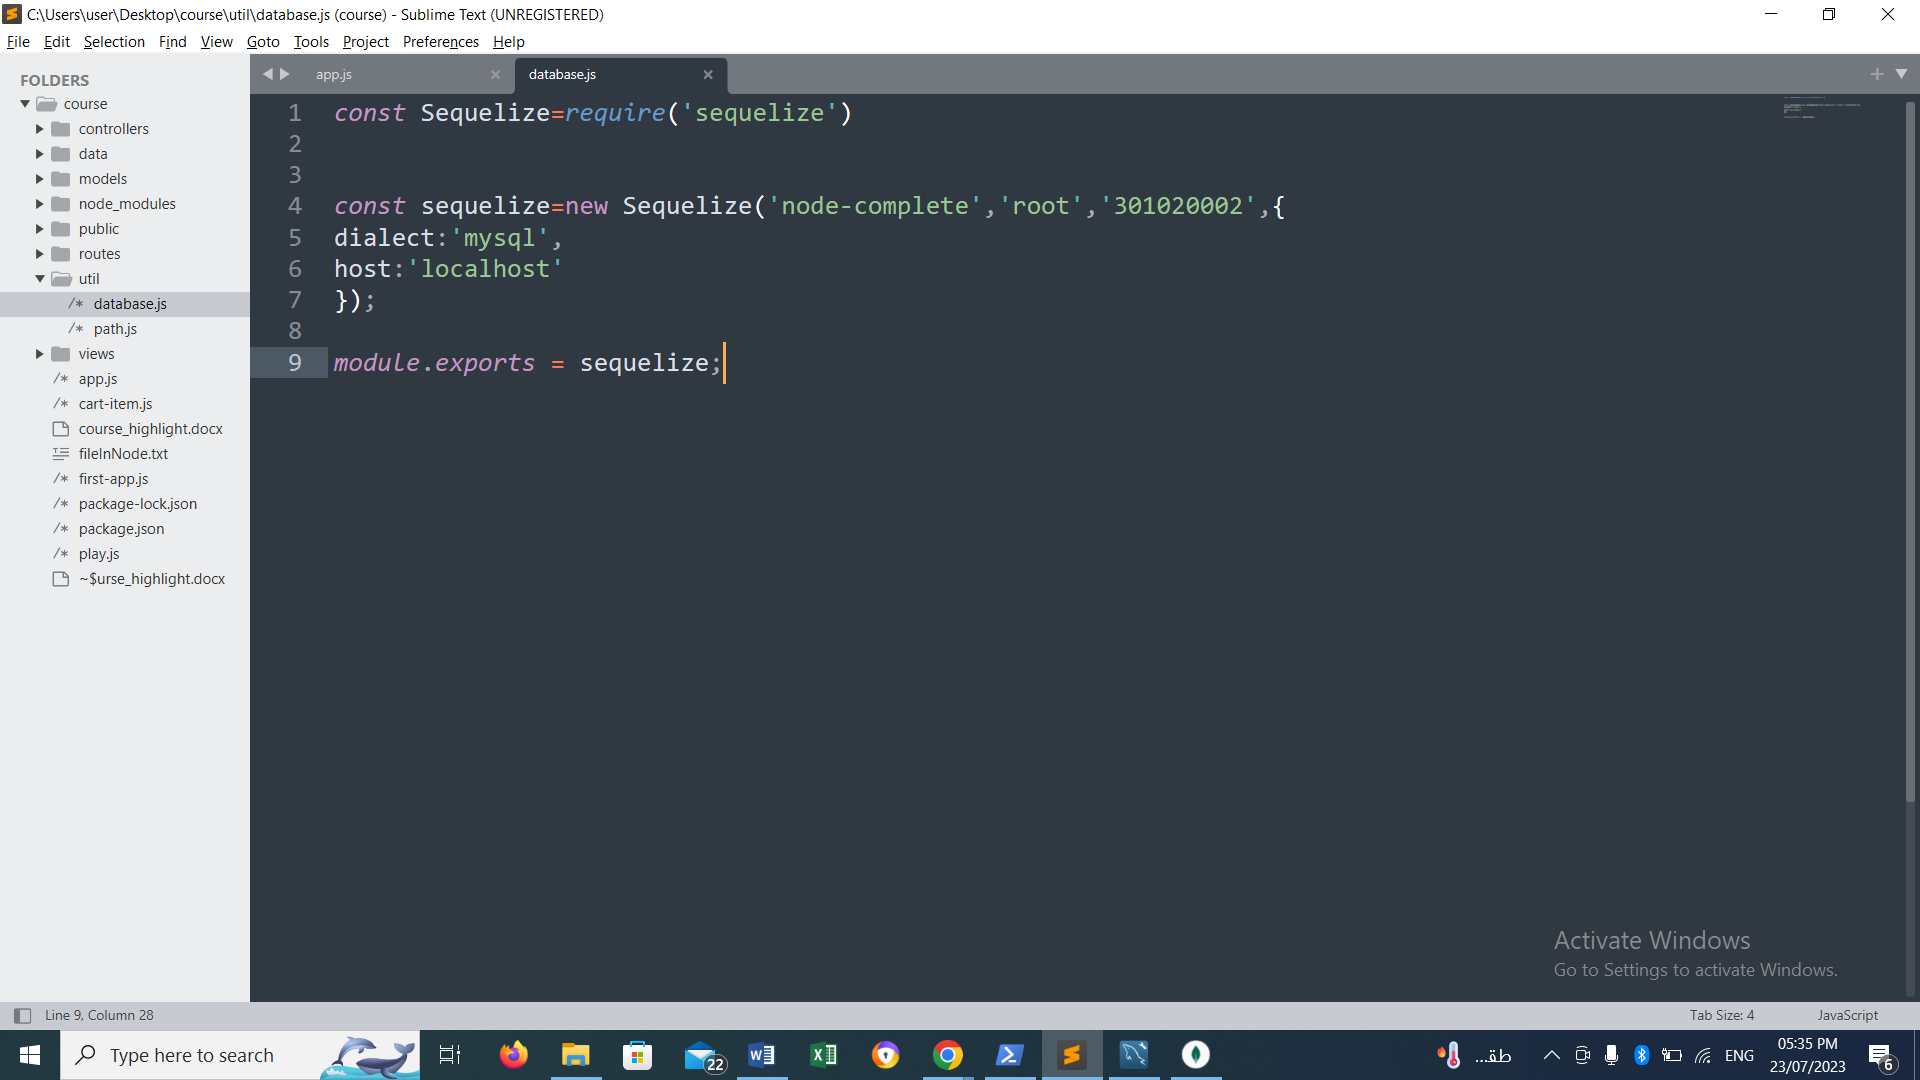 C:\Users\user\Desktop\course\util\database.js (course) - Sublime Text (UNREGISTERED)
File Edit Selection Find View Goto Tools Project Preferences Help
FOLDERS
course
controllers
data
models
node_modules
public
routes
util
/* database.js
/* path.js
views
/* app.js
/* cart-item.js
course_highlight.docx
fileInNode.txt
/* first-app.js
/* package-lock.json
/* package.json
/* play.js
~$urse_highlight.docx
app.js
database.js
1 const Sequelize=require('sequelize')
2
3
4 const sequelize=new Sequelize('node-complete','root','301020002',{
5 dialect:'mysql',
6 host:'localhost'
7 });
8
9 module.exports = sequelize;
Activate Windows
Go to Settings to activate Windows.
Line 9, Column 28
Tab Size: 4
JavaScript
Type here to search
22
طقـ...
ENG
05:35 PM
23/07/2023
6